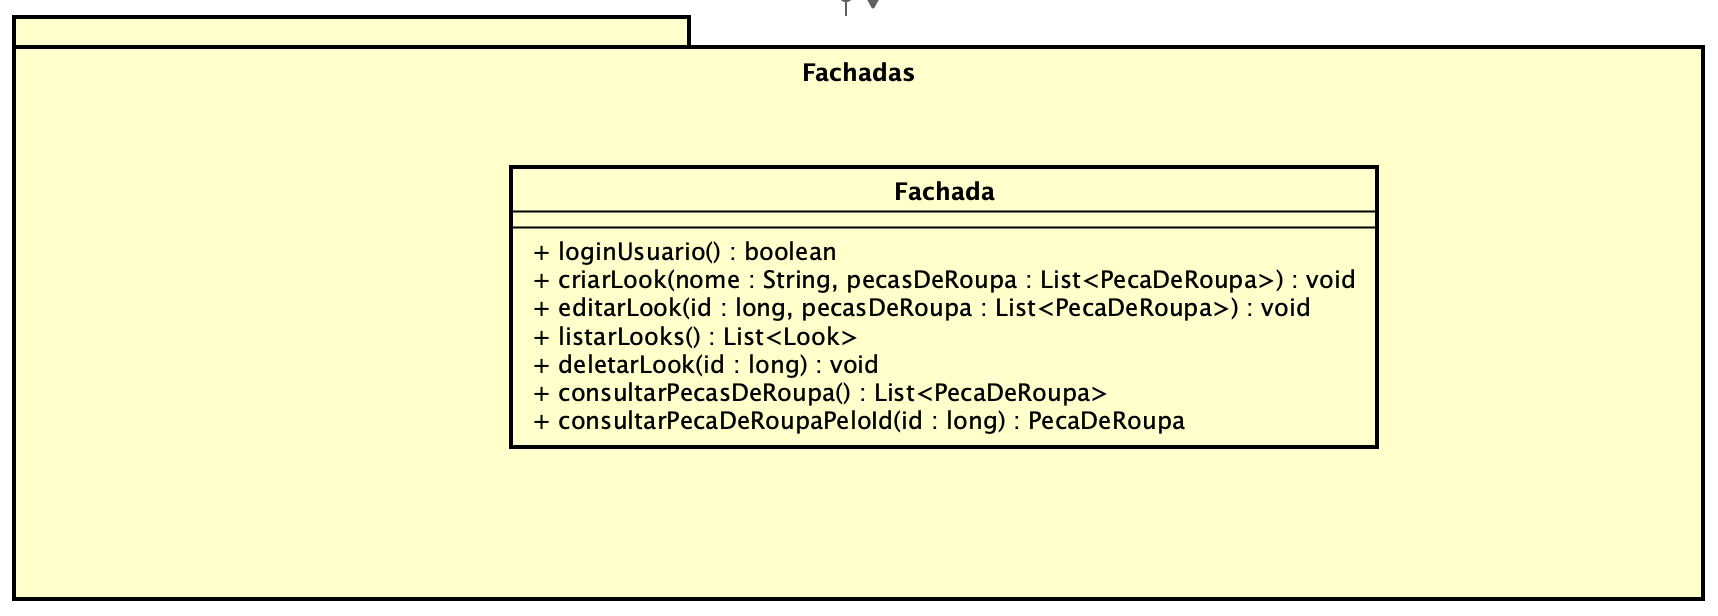 Fachadas
Fachada
+ loginUsuario() : boolean
+ criarLook(nome : String, pecasDeRoupa : List<PecaDeRoupa>) : void
+ editarLook(id : long, pecasDeRoupa : List<PecaDeRoupa>) : void
+ listarLooks() : List<Look>
+ deletarLook(id : long) : void
+ consultarPecasDeRoupa() : List<PecaDeRoupa>
+ consultarPecaDeRoupaPeloId(id : long) : PecaDeRoupa